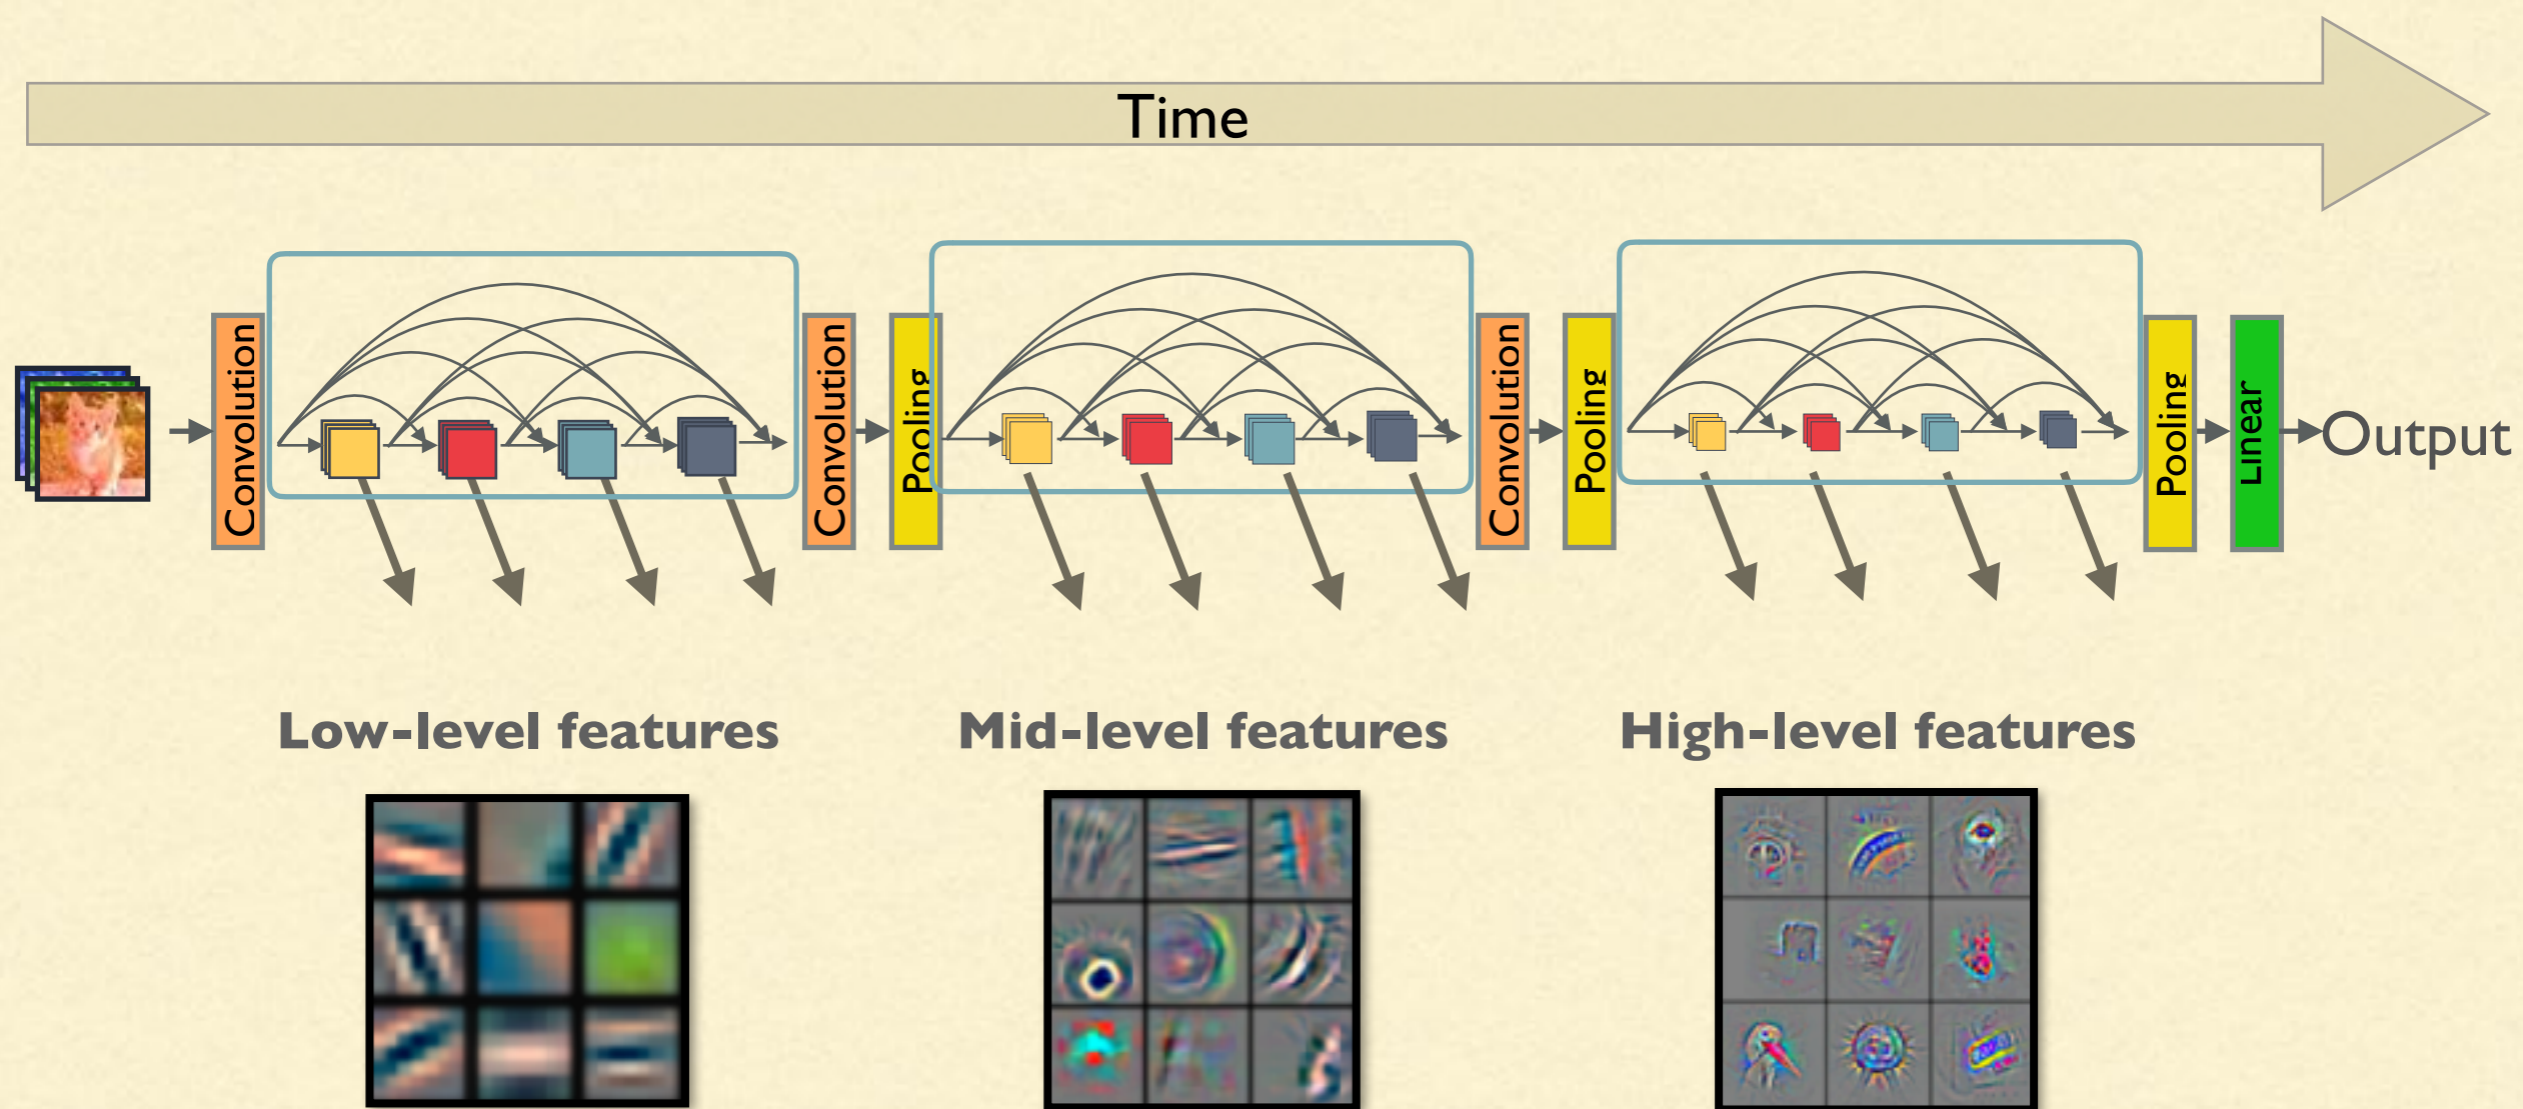 Time
Convolution
Convolution
Pooling
Convolution
Pooling
Pooling
Linear
Output
Low-level features
Mid-level features
High-level features